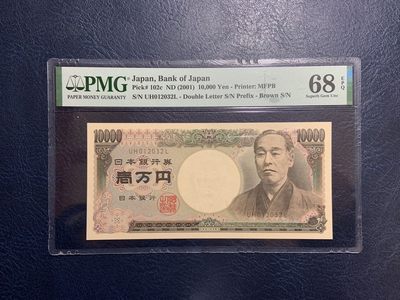 PMG
PAPER MONEY GUARANTY
Japan, Bank of Japan
Pick# 102c ND (2001) 10,000 Yen - Printer: MFPB
S/N UH012032L - Double Letter S/N Prefix - Brown S/N
68 EPQ
Superb Gem Unc
10000
10000
UH012032L
日本銀行券
壱万円
日本銀行
UH012032L